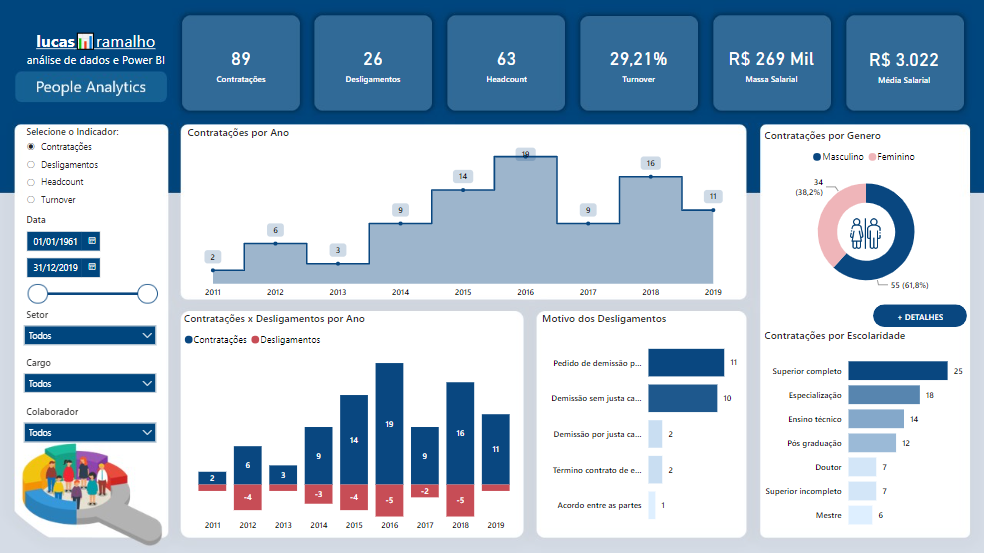 lucas ramalho
análise de dados e Power BI
People Analytics
89
Contratações
26
Desligamentos
63
Headcount
29,21%
Turnover
R$ 269 Mil
Massa Salarial
R$ 3.022
Média Salarial
Selecione o Indicador:
Contratações
Desligamentos
Headcount
Turnover
Data
01/01/1961
31/12/2019
Setor
Todos
Cargo
Todos
Colaborador
Todos
Contratações por Ano
2
6
3
9
14
19
9
16
11
2011 2012 2013 2014 2015 2016 2017 2018 2019
Contratações por Genero
Masculino Feminino
34
(38,2%)
55 (61,8%)
+ DETALHES
Contratações x Desligamentos por Ano
Contratações Desligamentos
2 6 3 9 14 19 9 16 11
-4 -3 -4 -5 -2 -5
2011 2012 2013 2014 2015 2016 2017 2018 2019
Motivo dos Desligamentos
Pedido de demissão p... 11
Demissão sem justa ca... 10
Demissão por justa ca... 2
Término contrato de e... 2
Acordo entre as partes 1
Contratações por Escolaridade
Superior completo 25
Especialização 18
Ensino técnico 14
Pós graduação 12
Doutor 7
Superior incompleto 7
Mestre 6